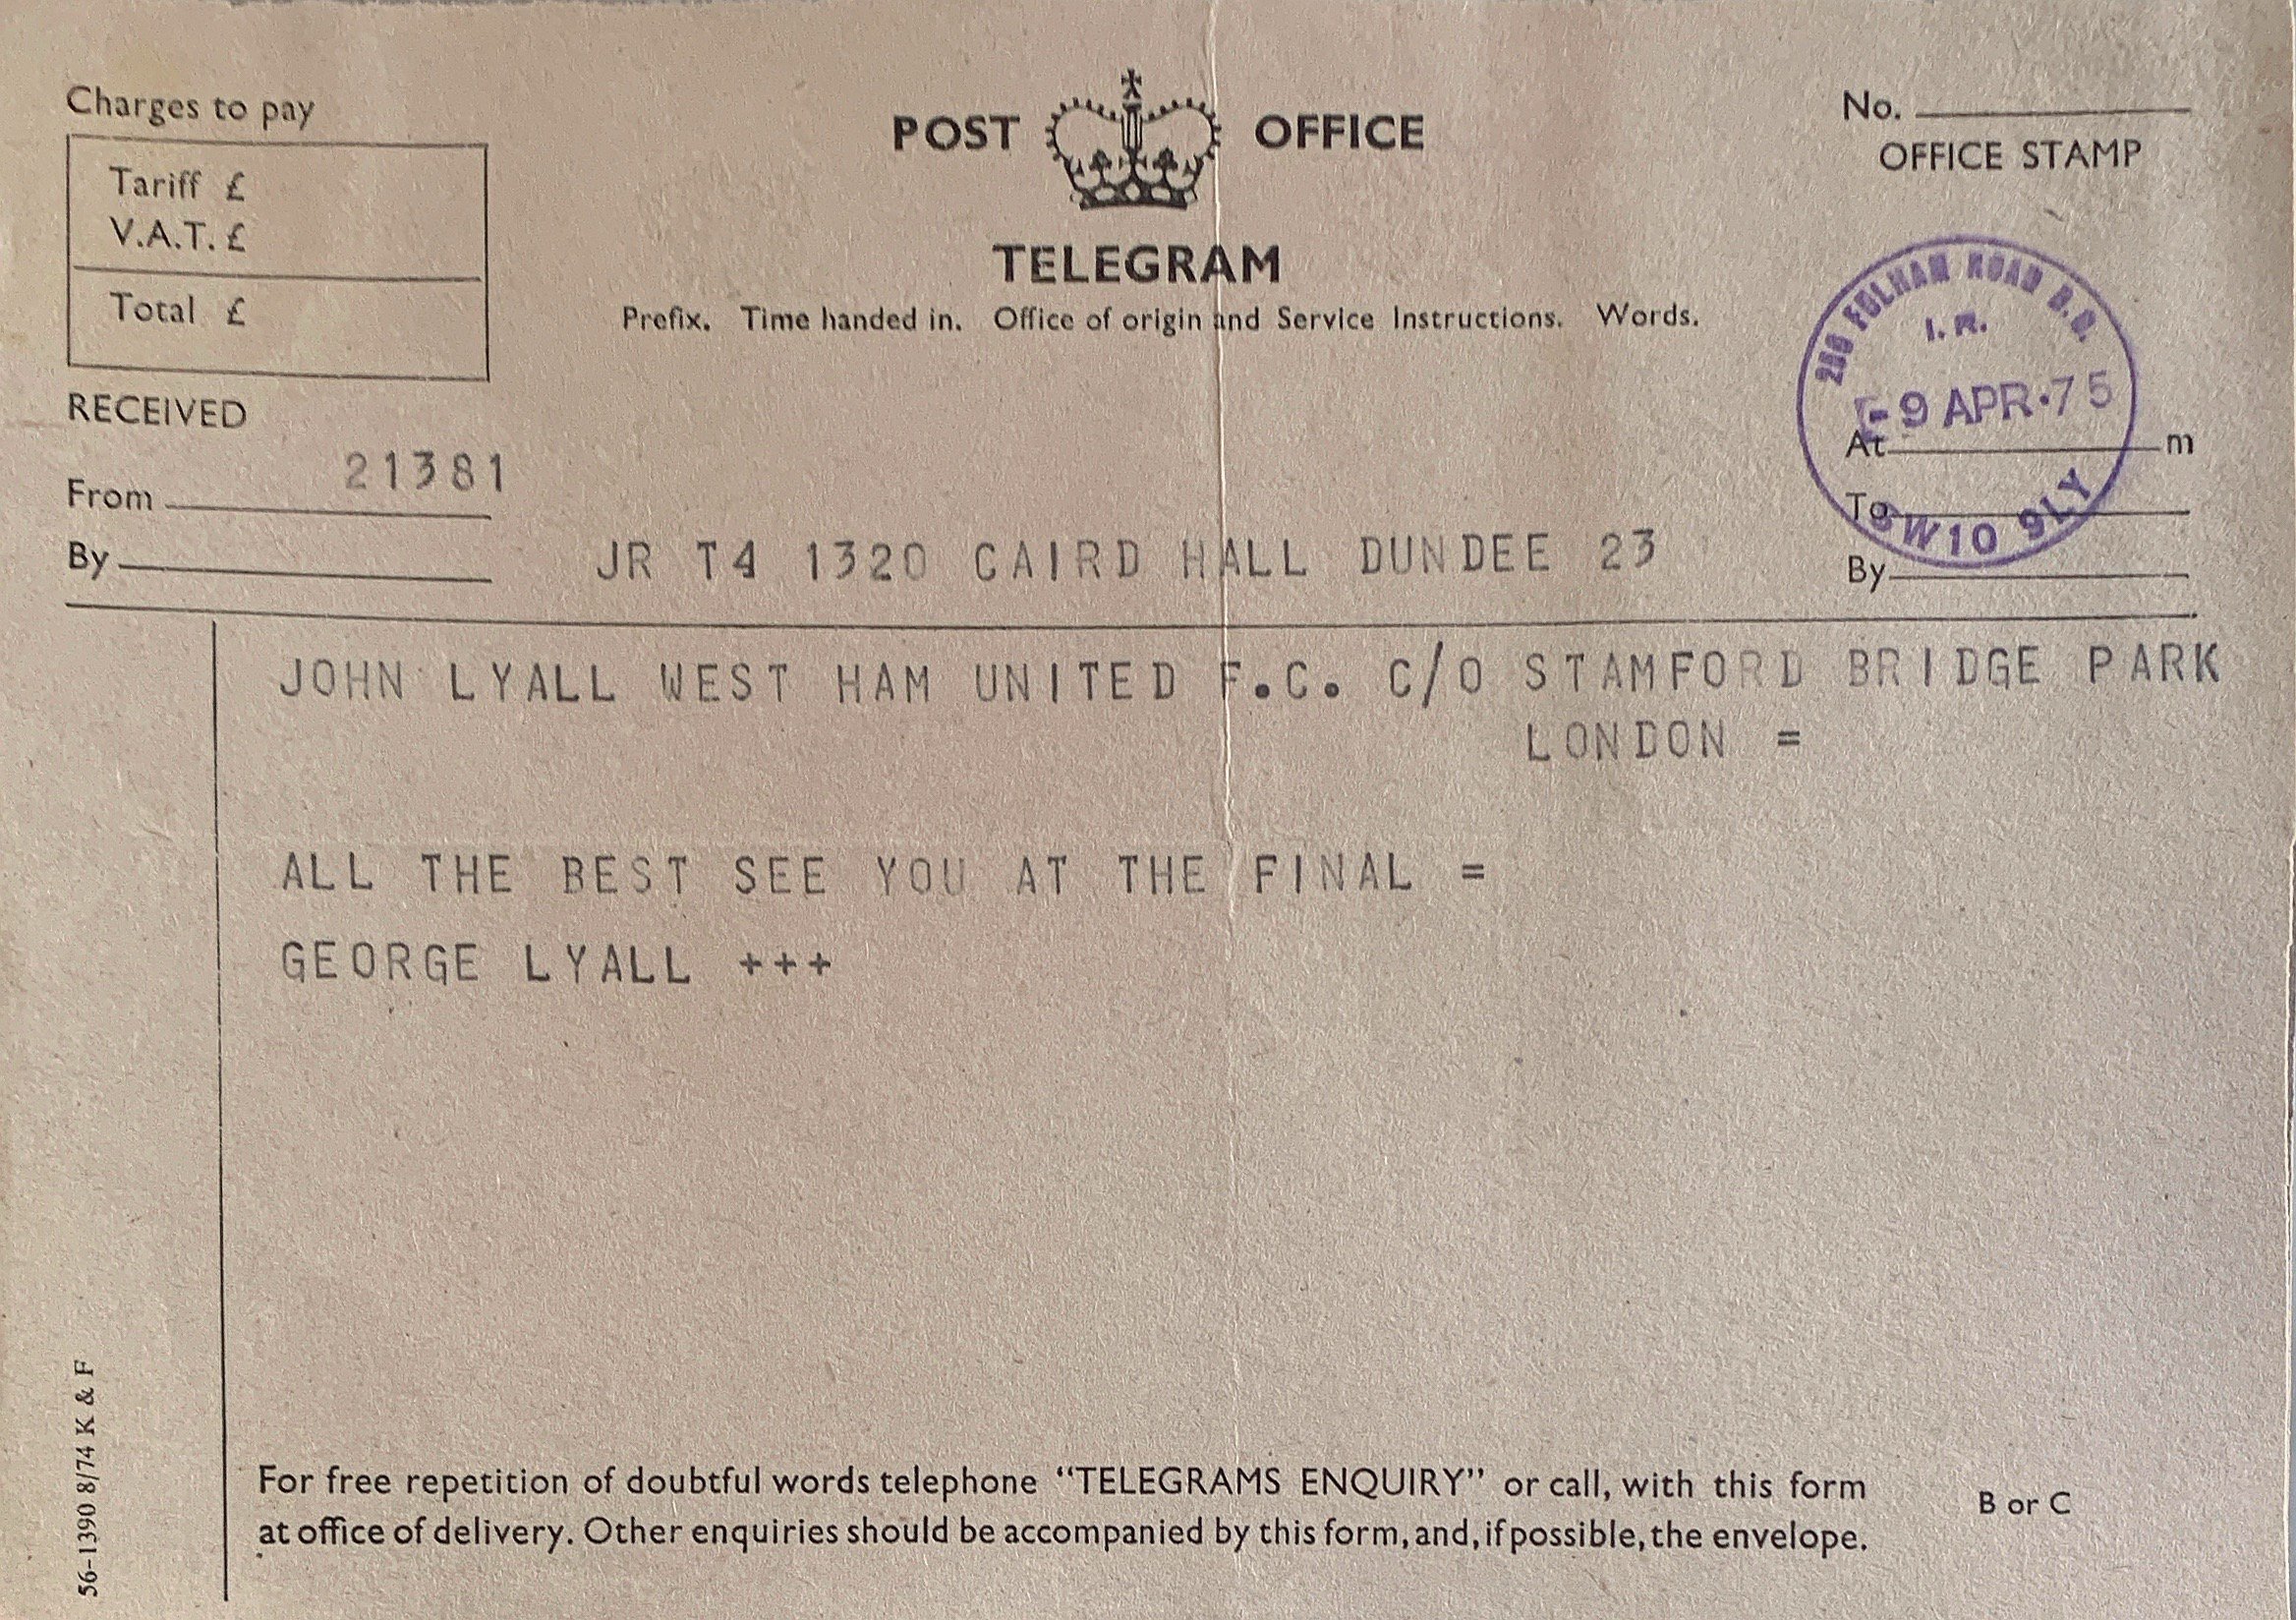 Charges to pay
Tariff £
V.A.T. £
Total £
POST OFFICE
TELEGRAM
Prefix. Time handed in. Office of origin and Service Instructions. Words.
No.
OFFICE STAMP
FULHAM ROAD B.O.
I. R.
-9 APR·75
SW10 9LY
RECEIVED
From 21381
By
At m
To
By
JR T4 1320 CAIRD HALL DUNDEE 23
JOHN LYALL WEST HAM UNITED F.C. C/O STAMFORD BRIDGE PARK
LONDON =
ALL THE BEST SEE YOU AT THE FINAL =
GEORGE LYALL +++
For free repetition of doubtful words telephone “TELEGRAMS ENQUIRY” or call, with this form
at office of delivery. Other enquiries should be accompanied by this form, and, if possible, the envelope.
B or C
56-1390 8/74 K & F